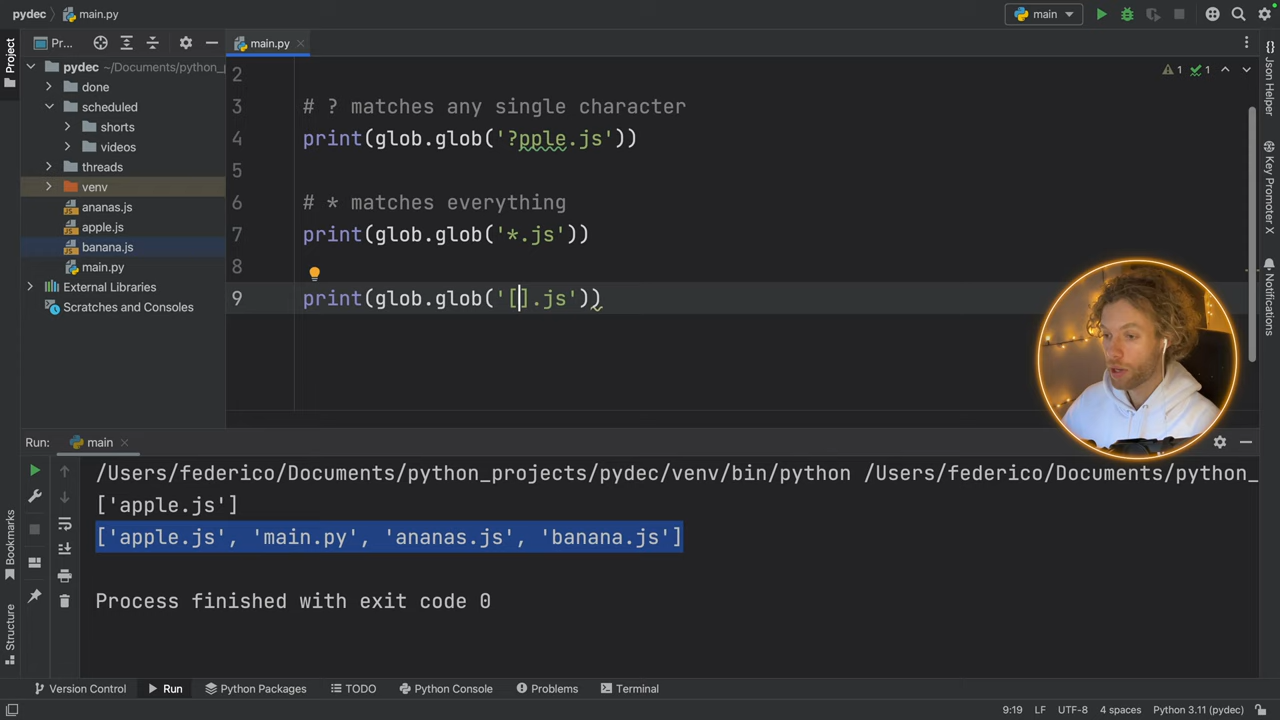 pydec main.py main
Pr... main.py
pydec ~/Documents/python_
done
scheduled
shorts
videos
threads
venv
ananas.js
apple.js
banana.js
main.py
External Libraries
Scratches and Consoles
Project
Bookmarks
Structure
2
3 # ? matches any single character
4 print(glob.glob('?pple.js'))
5
6 # * matches everything
7 print(glob.glob('*.js'))
8
9 print(glob.glob('[].js'))
1 1
Json Helper
Key Promoter X
Notifications
Run: main
/Users/federico/Documents/python_projects/pydec/venv/bin/python /Users/federico/Documents/python_
['apple.js']
['apple.js', 'main.py', 'ananas.js', 'banana.js']
Process finished with exit code 0
Version Control Run Python Packages TODO Python Console Problems Terminal
9:19 LF UTF-8 4 spaces Python 3.11 (pydec)